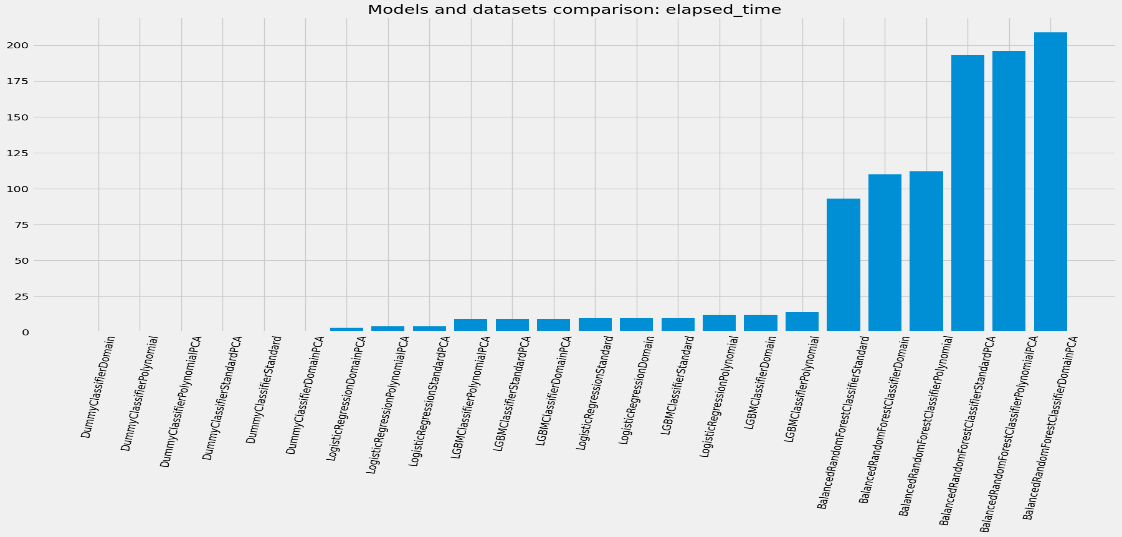 Models and datasets comparison: elapsed_time
200
175
150
125
100
75
50
25
0
DummyClassifierDomain
DummyClassifierPolynomial
DummyClassifierPolynomialPCA
DummyClassifierStandardPCA
DummyClassifierStandard
DummyClassifierDomainPCA
LogisticRegressionDomainPCA
LogisticRegressionPolynomialPCA
LogisticRegressionStandardPCA
LGBMClassifierPolynomialPCA
LGBMClassifierStandardPCA
LGBMClassifierDomainPCA
LogisticRegressionStandard
LogisticRegressionDomain
LGBMClassifierStandard
LogisticRegressionPolynomial
LGBMClassifierDomain
LGBMClassifierPolynomial
BalancedRandomForestClassifierStandard
BalancedRandomForestClassifierDomain
BalancedRandomForestClassifierPolynomial
BalancedRandomForestClassifierStandardPCA
BalancedRandomForestClassifierPolynomialPCA
BalancedRandomForestClassifierDomainPCA